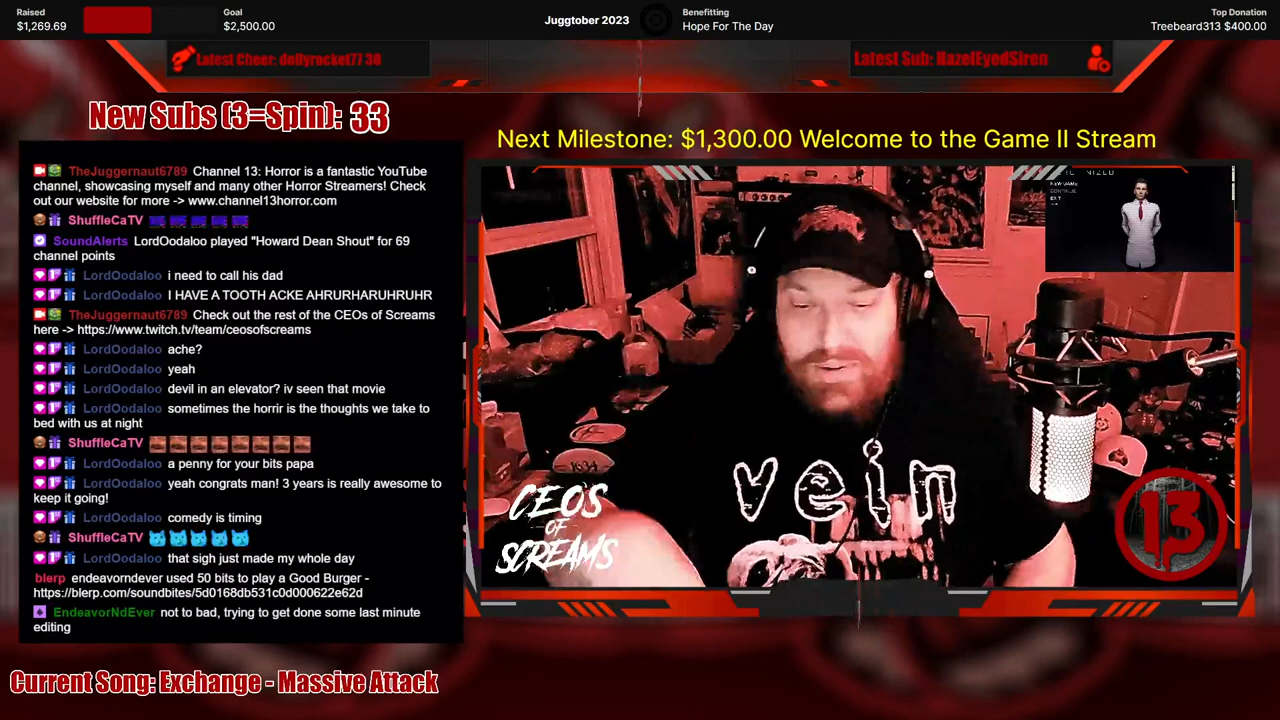 Raised
$1,269.69
Goal
$2,500.00
Juggtober 2023
Benefitting
Hope For The Day
Top Donation
Treebeard313 $400.00
Latest Cheer: dollyrocket77 30
Latest Sub: HazelEyedSiren
New Subs (3=Spin): 33
Next Milestone: $1,300.00 Welcome to the Game II Stream
TheJuggernaut6789 Channel 13: Horror is a fantastic YouTube
channel, showcasing myself and many other Horror Streamers! Check
out our website for more -> www.channel13horror.com
ShuffleCaTV
SoundAlerts LordOodaloo played "Howard Dean Shout" for 69
channel points
LordOodaloo i need to call his dad
LordOodaloo I HAVE A TOOTH ACKE AHRURHARUHRUHR
TheJuggernaut6789 Check out the rest of the CEOs of Screams
here -> https://www.twitch.tv/team/ceosofscreams
LordOodaloo ache?
LordOodaloo yeah
LordOodaloo devil in an elevator? iv seen that movie
LordOodaloo sometimes the horrir is the thoughts we take to
bed with us at night
ShuffleCaTV
LordOodaloo a penny for your bits papa
LordOodaloo yeah congrats man! 3 years is really awesome to
keep it going!
LordOodaloo comedy is timing
ShuffleCaTV
LordOodaloo that sigh just made my whole day
blerp endeavorndever used 50 bits to play a Good Burger -
https://blerp.com/soundbites/5d0168db531c0d000622e62d
EndeavorNdEver not to bad, trying to get done some last minute
editing
NEW GAME
CONTINUE
EXIT
1634
vein
CEOS
OF
SCREAMS
13
Current Song: Exchange - Massive Attack